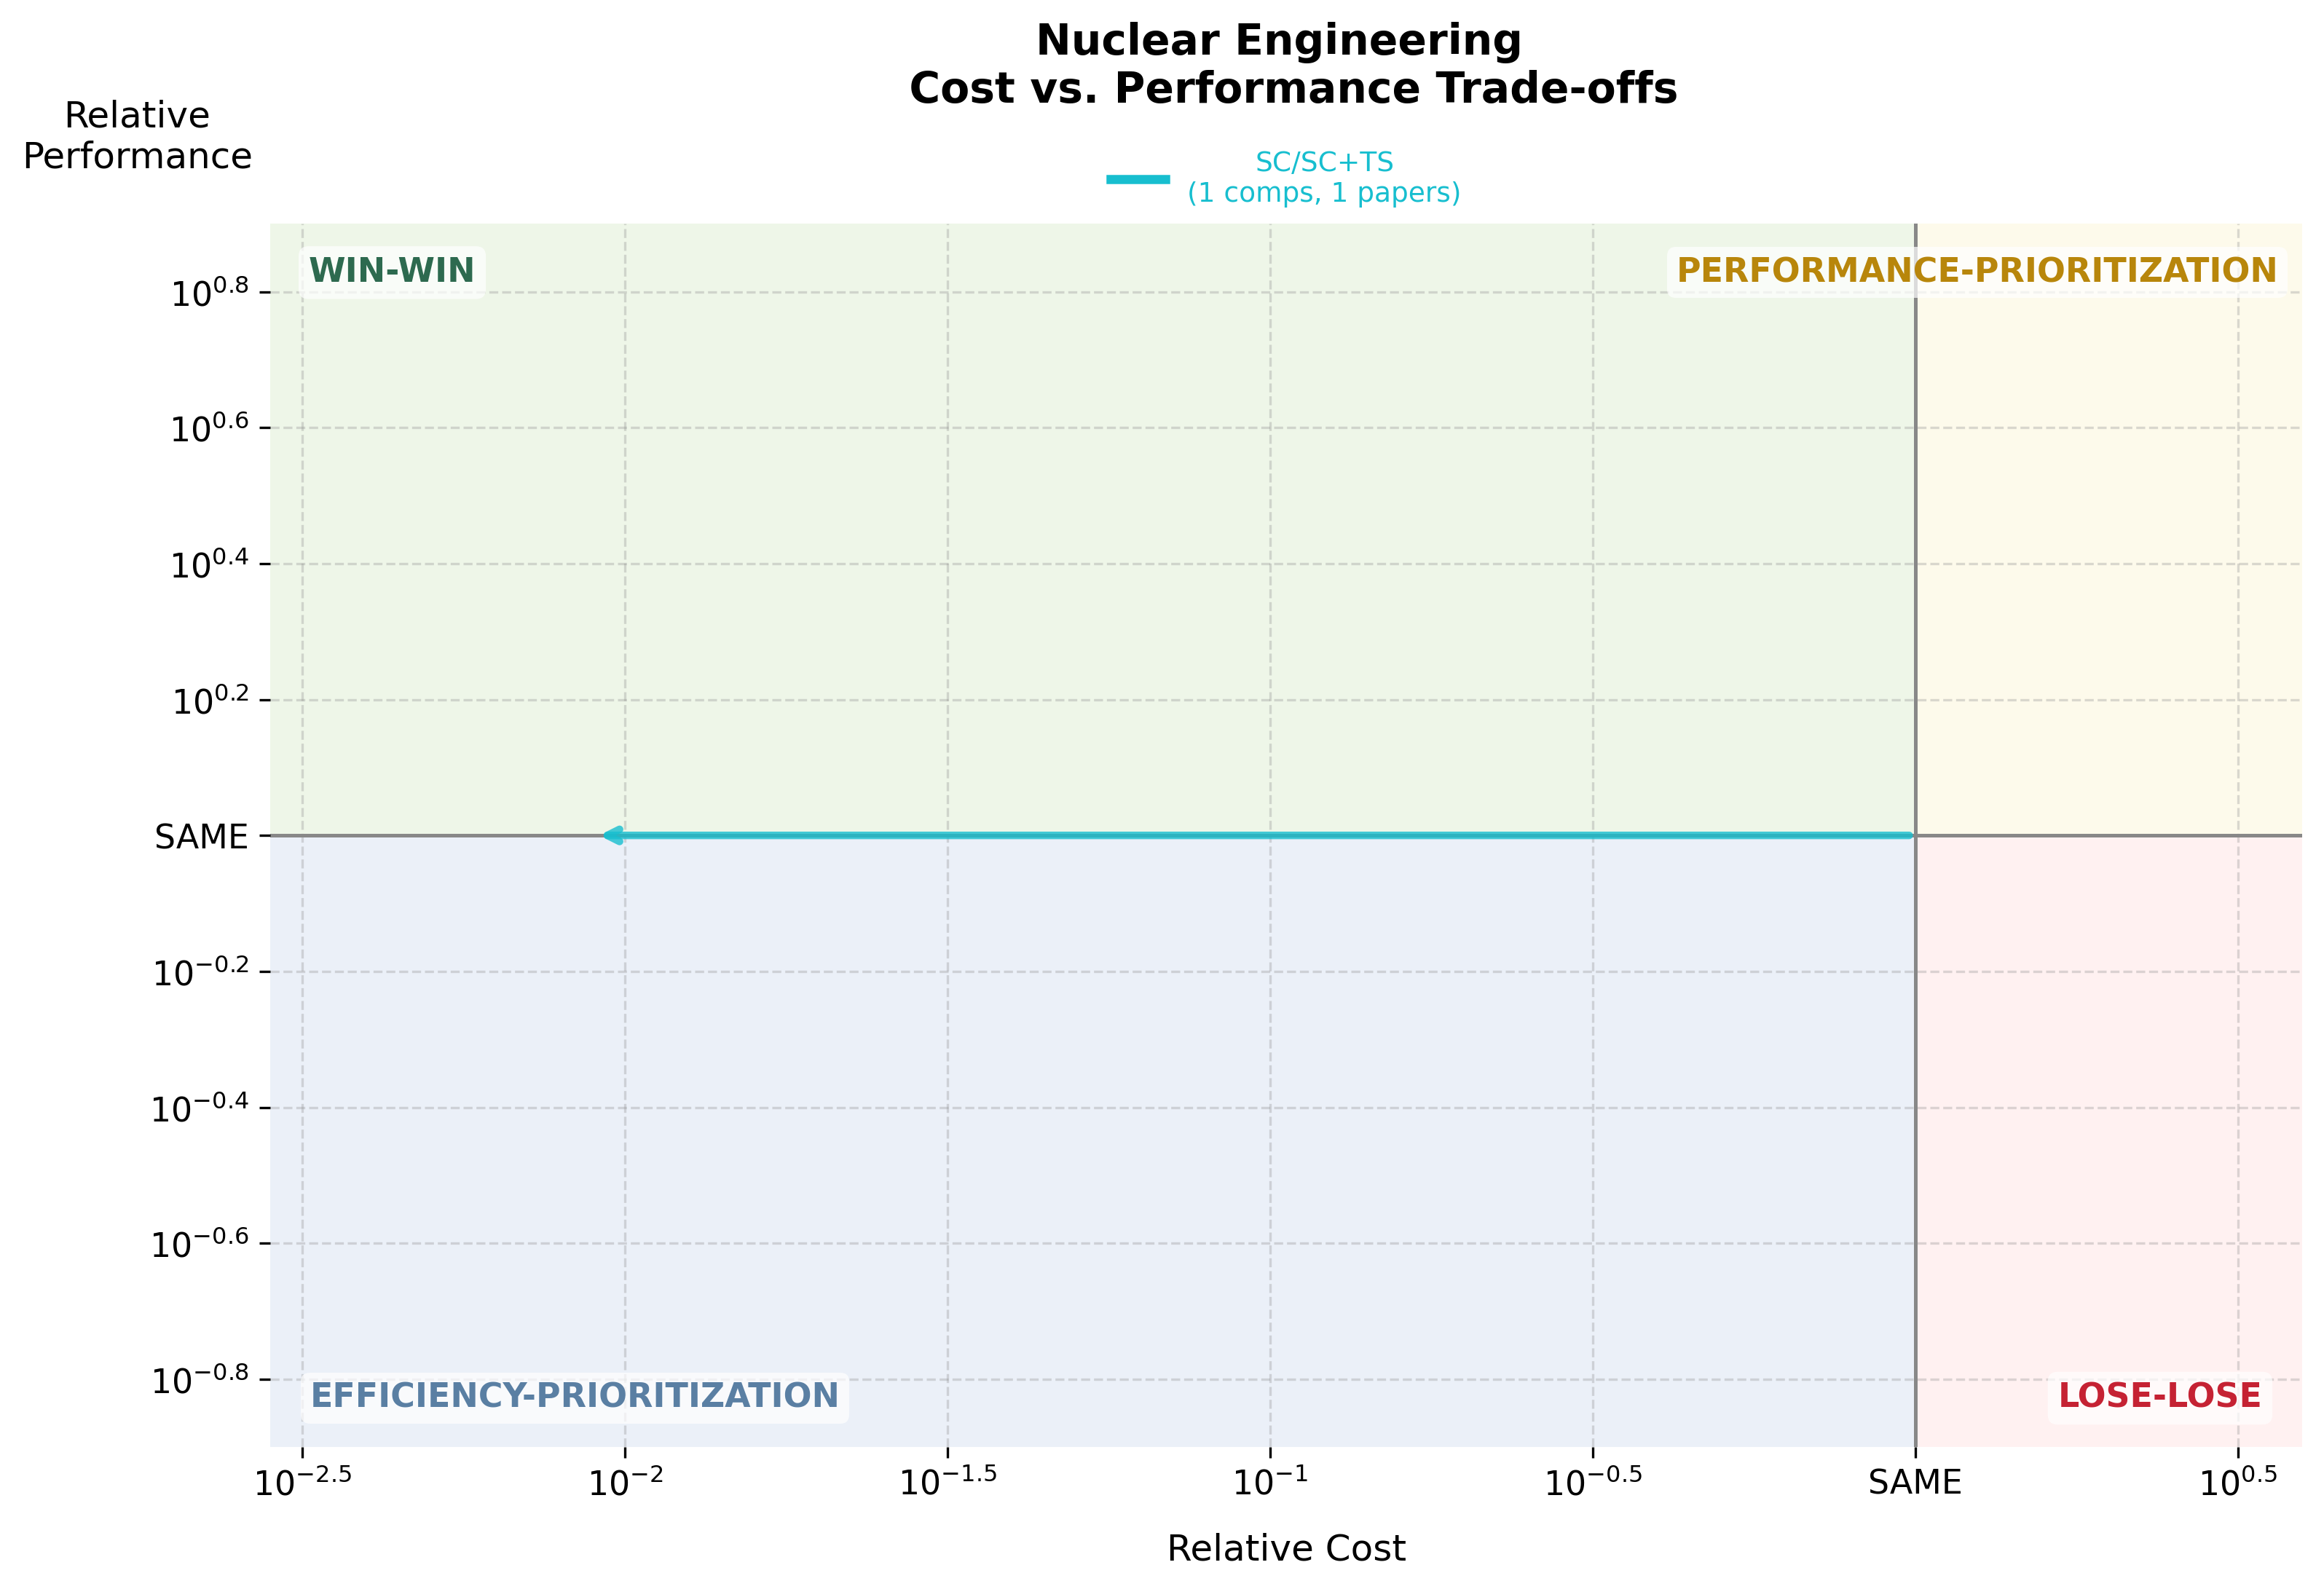 Nuclear Engineering
Cost vs. Performance Trade-offs
Relative
Performance
SC/SC+TS
(1 comps, 1 papers)
WIN-WIN
PERFORMANCE-PRIORITIZATION
10^0.8
10^0.6
10^0.4
10^0.2
SAME
10^−0.2
10^−0.4
10^−0.6
10^−0.8
EFFICIENCY-PRIORITIZATION
LOSE-LOSE
10^−2.5 10^−2 10^−1.5 10^−1 10^−0.5 SAME 10^0.5
Relative Cost